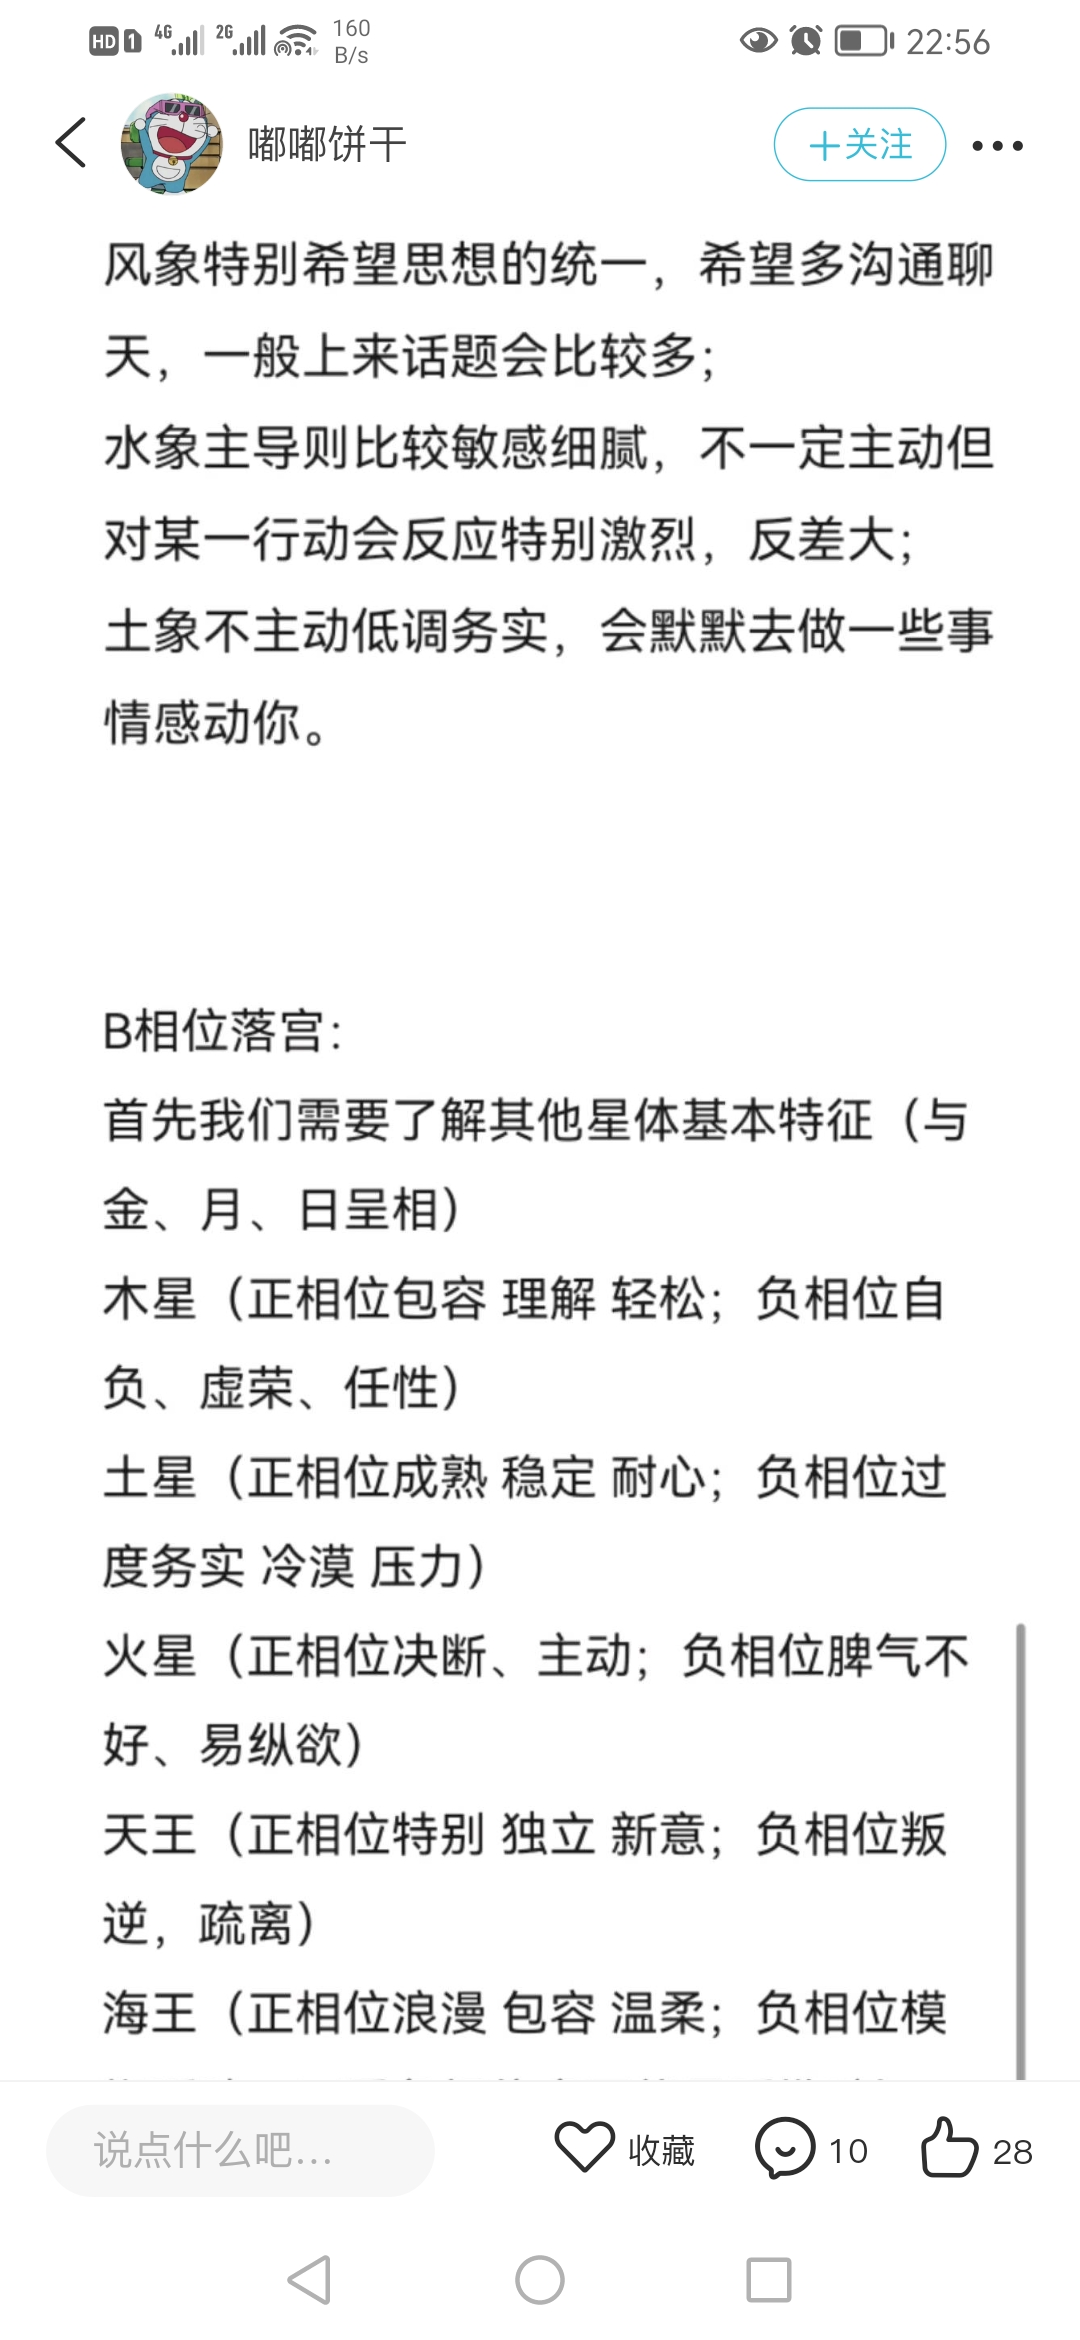 HD 1 4G 2G 160 B/s 22:56
嘟嘟饼干 +关注
风象特别希望思想的统一，希望多沟通聊
天，一般上来话题会比较多；
水象主导则比较敏感细腻，不一定主动但
对某一行动会反应特别激烈，反差大；
土象不主动低调务实，会默默去做一些事
情感动你。
B相位落宫：
首先我们需要了解其他星体基本特征（与
金、月、日呈相）
木星（正相位包容 理解 轻松；负相位自
负、虚荣、任性）
土星（正相位成熟 稳定 耐心；负相位过
度务实 冷漠 压力）
火星（正相位决断、主动；负相位脾气不
好、易纵欲）
天王（正相位特别 独立 新意；负相位叛
逆，疏离）
海王（正相位浪漫 包容 温柔；负相位模
说点什么吧... 收藏 10 28